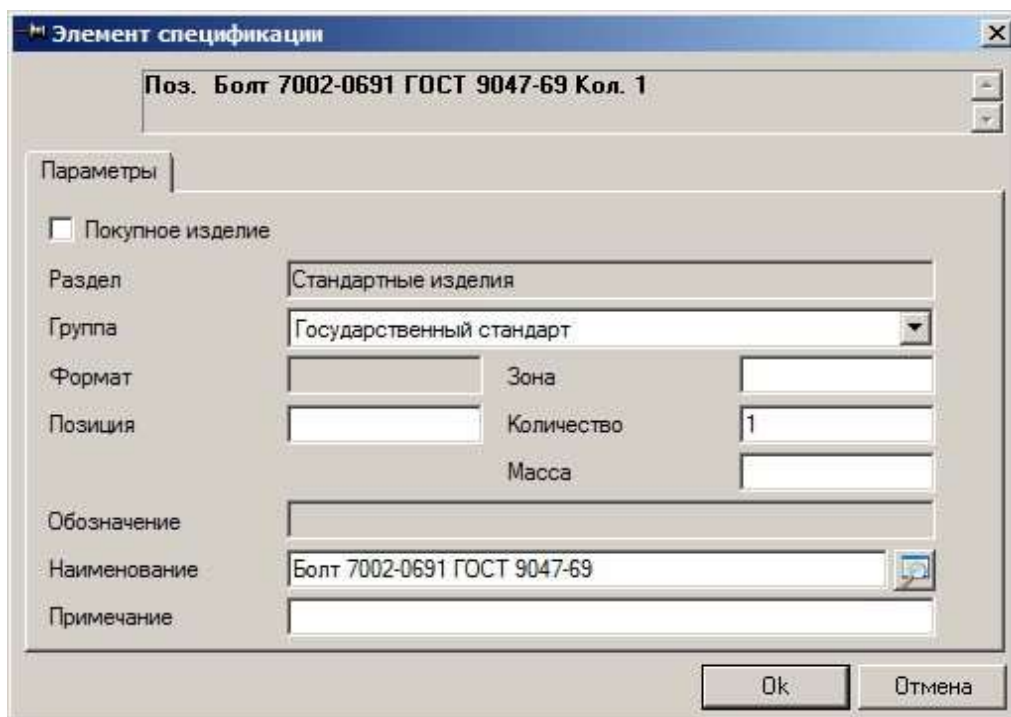 Элемент спецификации
Поз. Болт 7002-0691 ГОСТ 9047-69 Кол. 1
Параметры
Покупное изделие
Раздел Стандартные изделия
Группа Государственный стандарт
Формат Зона
Позиция Количество 1
Масса
Обозначение
Наименование Болт 7002-0691 ГОСТ 9047-69
Примечание
Ok Отмена